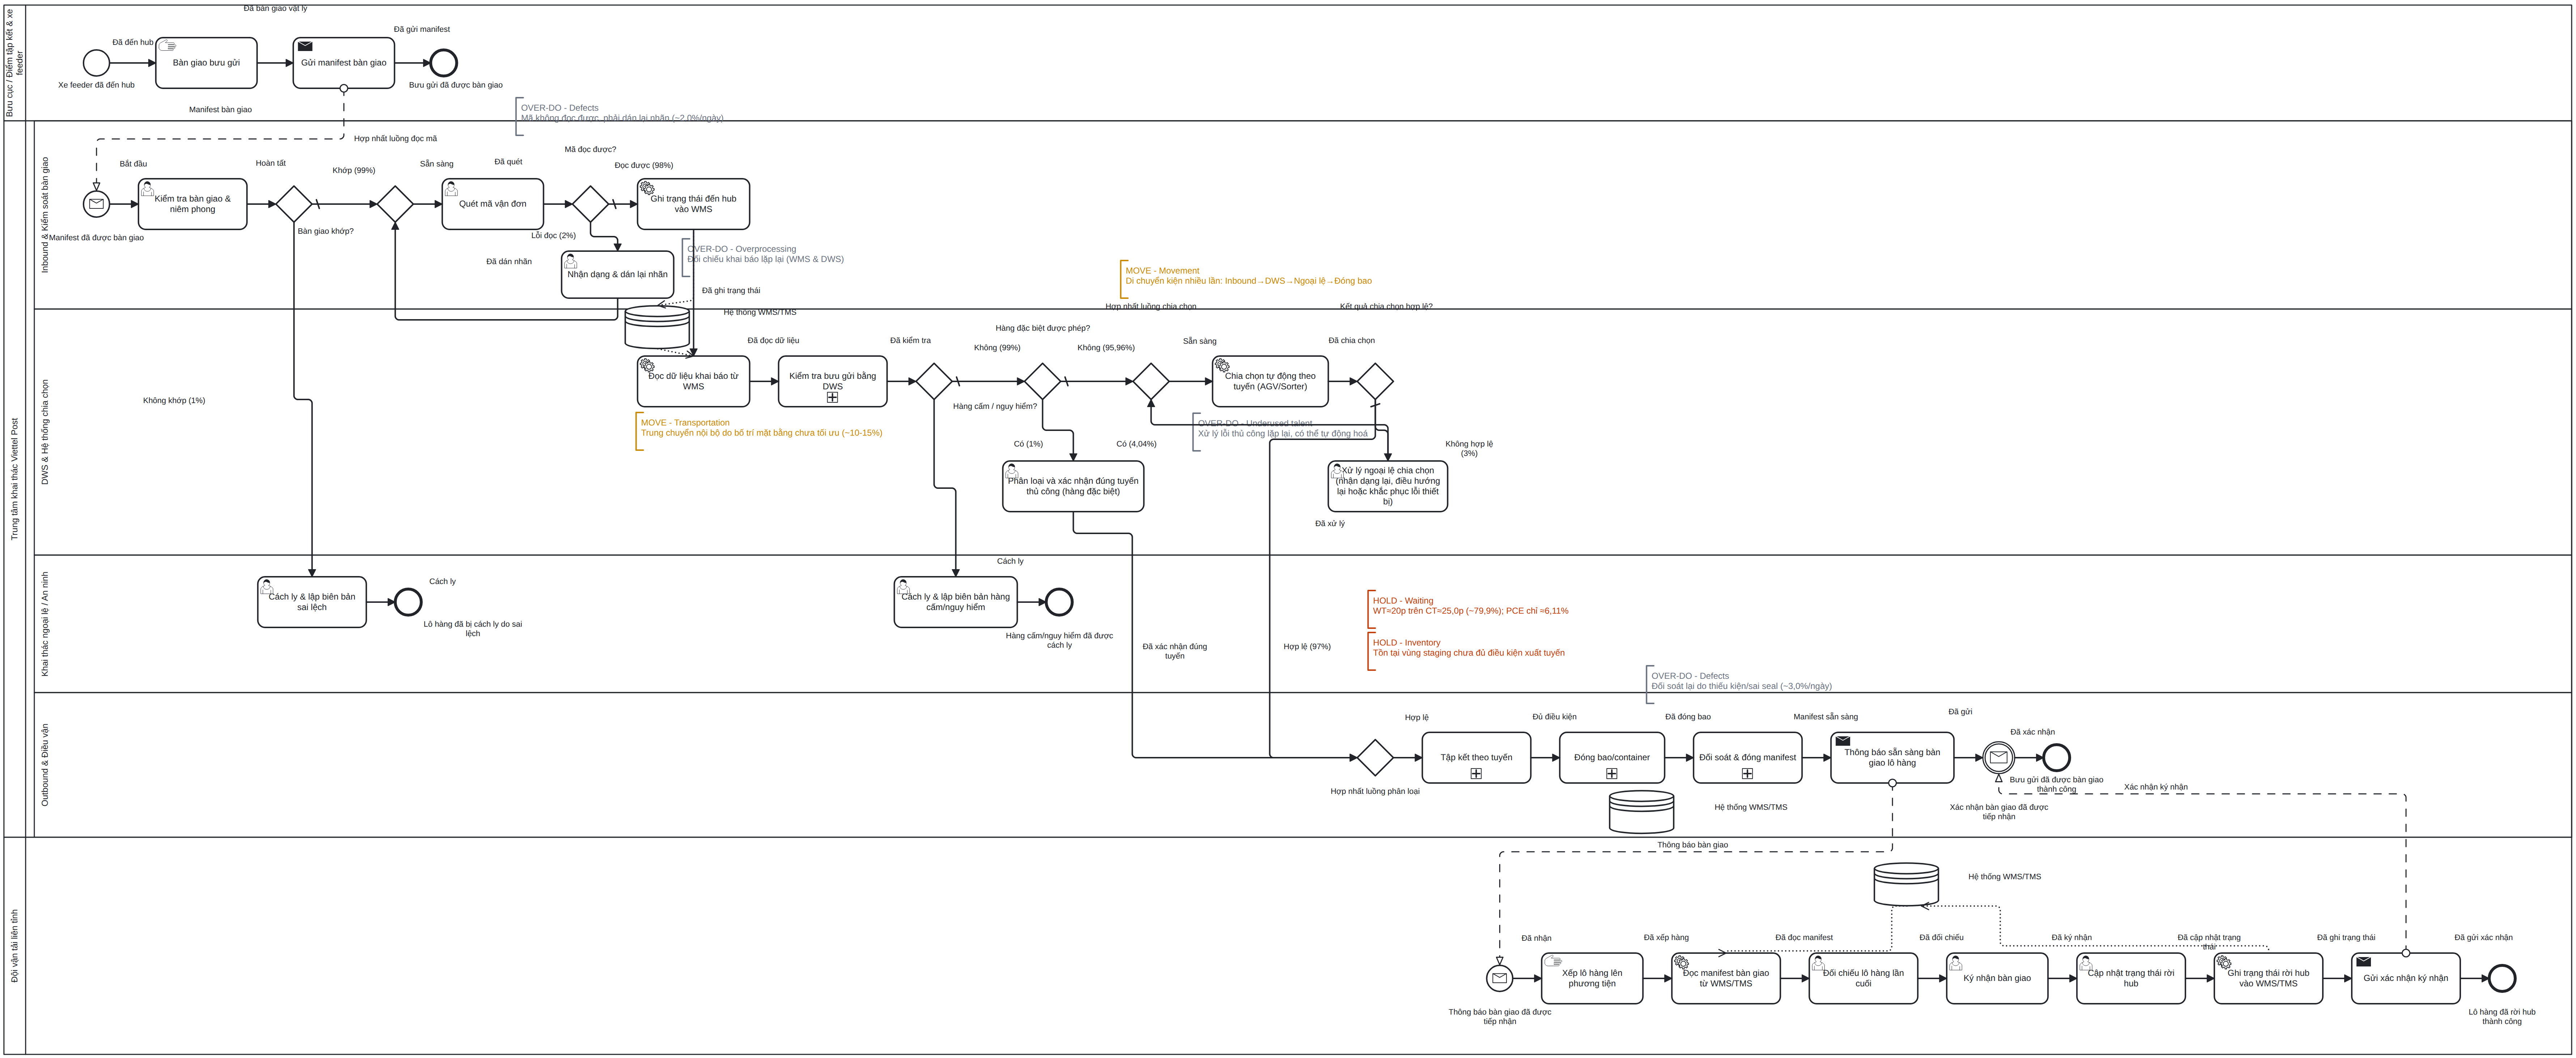 Bưu cục / Điểm tập kết & xe
feeder
Đã bàn giao vật lý
Đã đến hub
Bàn giao bưu gửi
Gửi manifest bàn giao
Đã gửi manifest
Xe feeder đã đến hub
Bưu gửi đã được bàn giao
Manifest bàn giao
OVER-DO - Defects
Mã không đọc được, phải dán lại nhãn (~2,0%/ngày)
Trung tâm khai thác Viettel Post
Inbound & Kiểm soát bàn giao
Hợp nhất luồng đọc mã
Bắt đầu
Hoàn tất
Khớp (99%)
Sẵn sàng
Đã quét
Mã đọc được?
Đọc được (98%)
Kiểm tra bàn giao &
niêm phong
Quét mã vận đơn
Ghi trạng thái đến hub
vào WMS
Manifest đã được bàn giao
Bàn giao khớp?
Lỗi đọc (2%)
Đã dán nhãn
Nhận dạng & dán lại nhãn
OVER-DO - Overprocessing
Đối chiếu khai báo lặp lại (WMS & DWS)
Đã ghi trạng thái
MOVE - Movement
Di chuyển kiện nhiều lần: Inbound→DWS→Ngoại lệ→Đóng bao
DWS & Hệ thống chia chọn
Hệ thống WMS/TMS
Hợp nhất luồng chia chọn
Kết quả chia chọn hợp lệ?
Hàng đặc biệt được phép?
Đã đọc dữ liệu
Đã kiểm tra
Không (99%)
Không (95,96%)
Sẵn sàng
Đã chia chọn
Đọc dữ liệu khai báo từ
WMS
Kiểm tra bưu gửi bằng
DWS
Chia chọn tự động theo
tuyến (AGV/Sorter)
Không khớp (1%)
Hàng cấm / nguy hiểm?
MOVE - Transportation
Trung chuyển nội bộ do bố trí mặt bằng chưa tối ưu (~10-15%)
OVER-DO - Underused talent
Xử lý lỗi thủ công lặp lại, có thể tự động hoá
Có (1%)
Có (4,04%)
Không hợp lệ
(3%)
Phân loại và xác nhận đúng tuyến
thủ công (hàng đặc biệt)
Xử lý ngoại lệ chia chọn
(nhận dạng lại, điều hướng
lại hoặc khắc phục lỗi thiết
bị)
Đã xử lý
Khai thác ngoại lệ / An ninh
Cách ly & lập biên bản
sai lệch
Cách ly
Lô hàng đã bị cách ly do sai
lệch
Cách ly & lập biên bản hàng
cấm/nguy hiểm
Cách ly
Hàng cấm/nguy hiểm đã được
cách ly
Đã xác nhận đúng
tuyến
Hợp lệ (97%)
HOLD - Waiting
WT≈20p trên CT≈25,0p (~79,9%); PCE chỉ ≈6,11%
HOLD - Inventory
Tồn tại vùng staging chưa đủ điều kiện xuất tuyến
OVER-DO - Defects
Đối soát lại do thiếu kiện/sai seal (~3,0%/ngày)
Outbound & Điều vận
Hợp lệ
Đủ điều kiện
Đã đóng bao
Manifest sẵn sàng
Đã gửi
Đã xác nhận
Tập kết theo tuyến
Đóng bao/container
Đối soát & đóng manifest
Thông báo sẵn sàng bàn
giao lô hàng
Hợp nhất luồng phân loại
Hệ thống WMS/TMS
Bưu gửi đã được bàn giao
thành công
Xác nhận ký nhận
Xác nhận bàn giao đã được
tiếp nhận
Đội vận tải liên tỉnh
Thông báo bàn giao
Hệ thống WMS/TMS
Đã nhận
Đã xếp hàng
Đã đọc manifest
Đã đối chiếu
Đã ký nhận
Đã cập nhật trạng
thái
Đã ghi trạng thái
Đã gửi xác nhận
Xếp lô hàng lên
phương tiện
Đọc manifest bàn giao
từ WMS/TMS
Đối chiếu lô hàng lần
cuối
Ký nhận bàn giao
Cập nhật trạng thái rời
hub
Ghi trạng thái rời hub
vào WMS/TMS
Gửi xác nhận ký nhận
Thông báo bàn giao đã được
tiếp nhận
Lô hàng đã rời hub
thành công